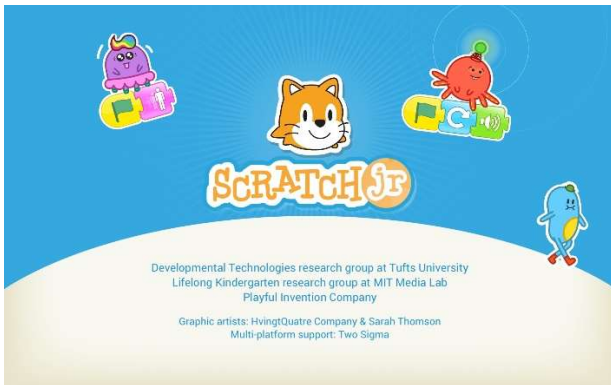 SCRATCH jr
Developmental Technologies research group at Tufts University
Lifelong Kindergarten research group at MIT Media Lab
Playful Invention Company
Graphic artists: HvingtQuatre Company & Sarah Thomson
Multi-platform support: Two Sigma